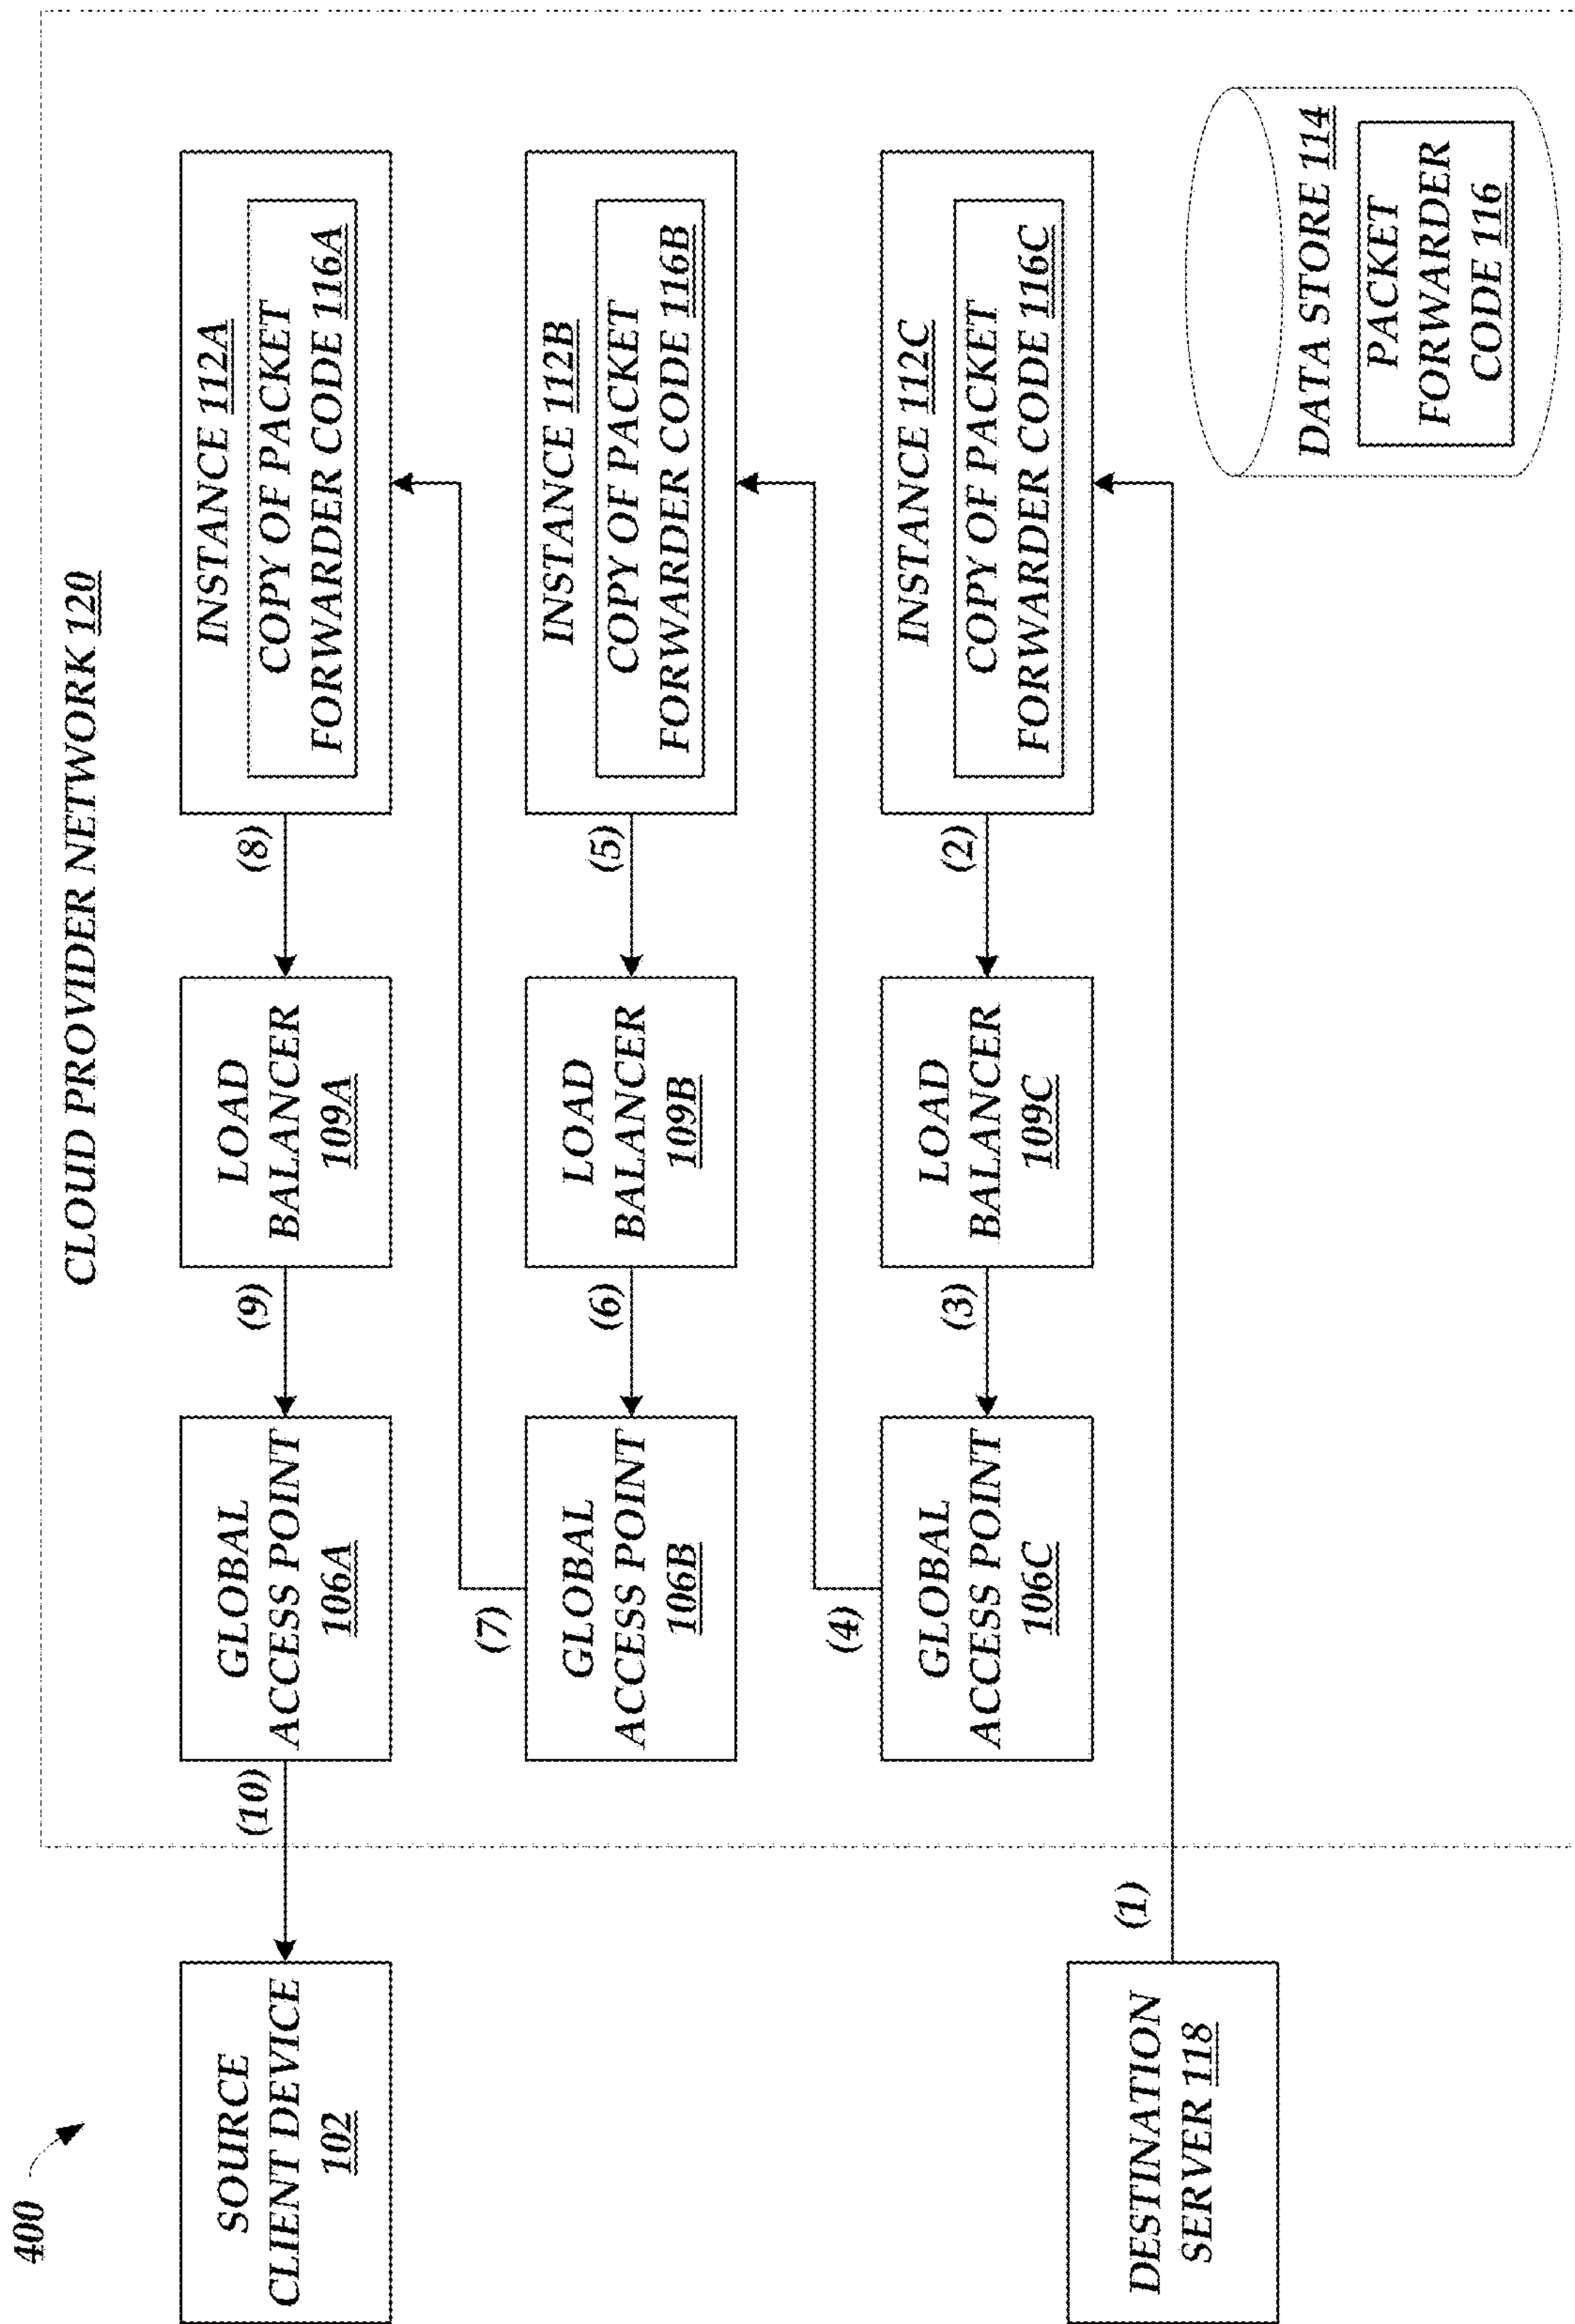 400
CLOUD PROVIDER NETWORK 120
SOURCE
CLIENT DEVICE
102
(10)
GLOBAL
ACCESS POINT
106A
(9)
LOAD
BALANCER
109A
(8)
INSTANCE 112A
COPY OF PACKET
FORWARDER CODE 116A
(7)
GLOBAL
ACCESS POINT
106B
(6)
LOAD
BALANCER
109B
(5)
INSTANCE 112B
COPY OF PACKET
FORWARDER CODE 116B
(4)
GLOBAL
ACCESS POINT
106C
(3)
LOAD
BALANCER
109C
(2)
INSTANCE 112C
COPY OF PACKET
FORWARDER CODE 116C
DESTINATION
SERVER 118
(1)
DATA STORE 114
PACKET
FORWARDER
CODE 116